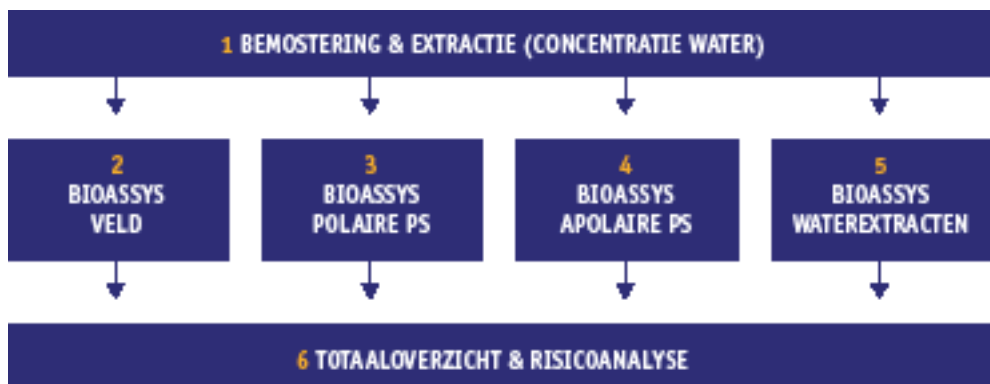 1 BEMOSTERING & EXTRACTIE (CONCENTRATIE WATER)
2
BIOASSYS
VELD
3
BIOASSYS
POLAIRE PS
4
BIOASSYS
APOLAIRE PS
5
BIOASSYS
WATEREXTRACTEN
6 TOTAALOVERZICHT & RISICOANALYSE